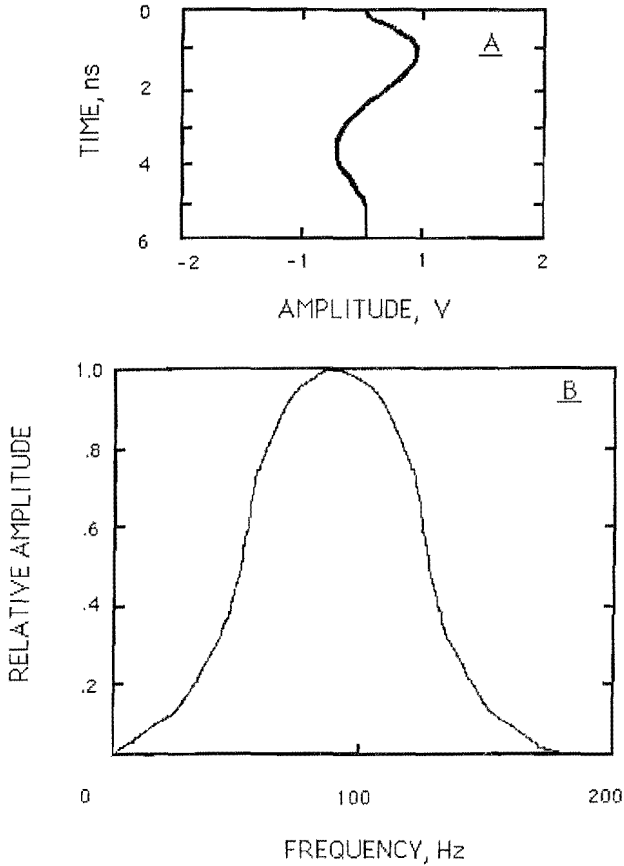 0
A
2
TIME, ns
4
6
-2 -1 1 2
AMPLITUDE, V
1.0
B
.8
RELATIVE AMPLITUDE
.6
.4
.2
0 100 200
FREQUENCY, Hz